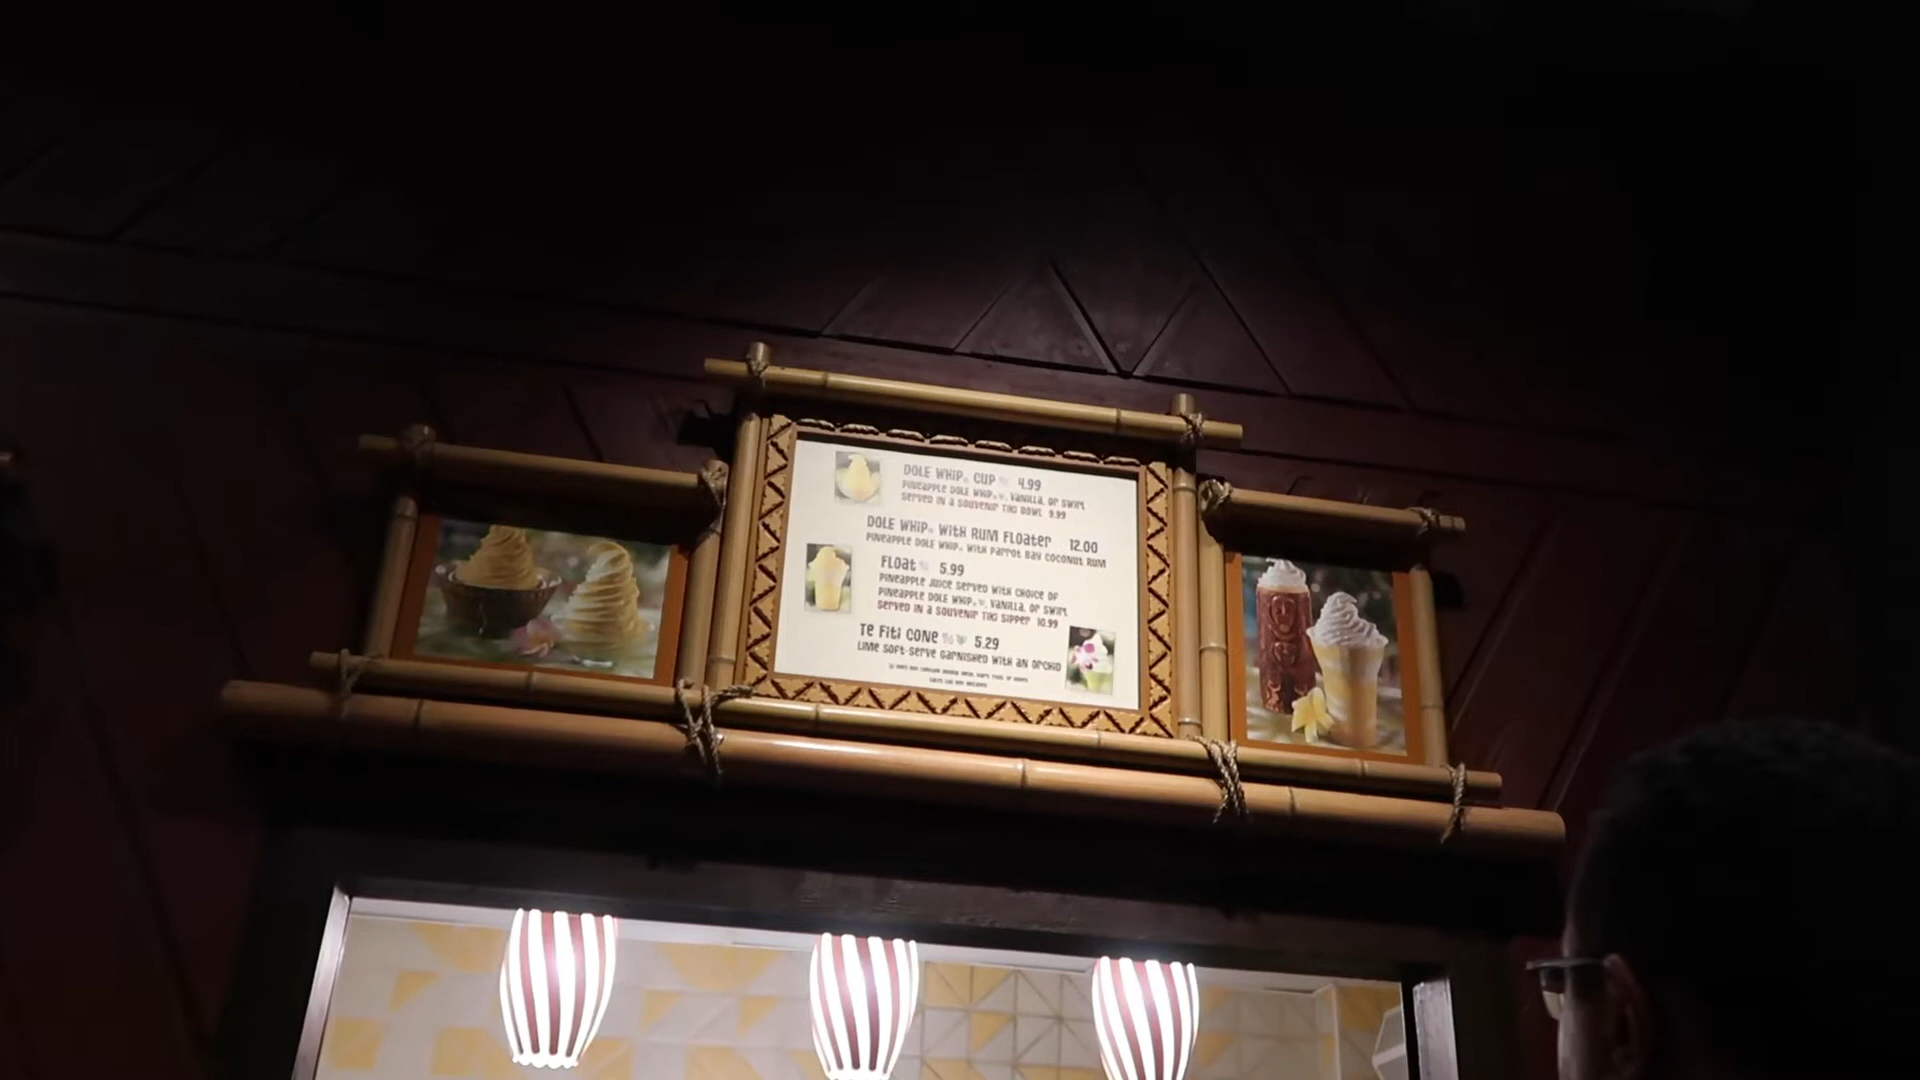 DOLE WHIP® CUP 4.99
PINEAPPLE DOLE WHIP®, VANILLA, OR SWIRL
SERVED IN A SOUVENIR TIKI BOWL 9.99
DOLE WHIP® WITH RUM FLOATER 12.00
PINEAPPLE DOLE WHIP® WITH PARROT BAY COCONUT RUM
FLOAT 5.99
PINEAPPLE JUICE SERVED WITH CHOICE OF
PINEAPPLE DOLE WHIP®, VANILLA, OR SWIRL
SERVED IN A SOUVENIR TIKI SIPPER 10.99
TE FITI CONE 5.29
LIME SOFT-SERVE GARNISHED WITH AN ORCHID